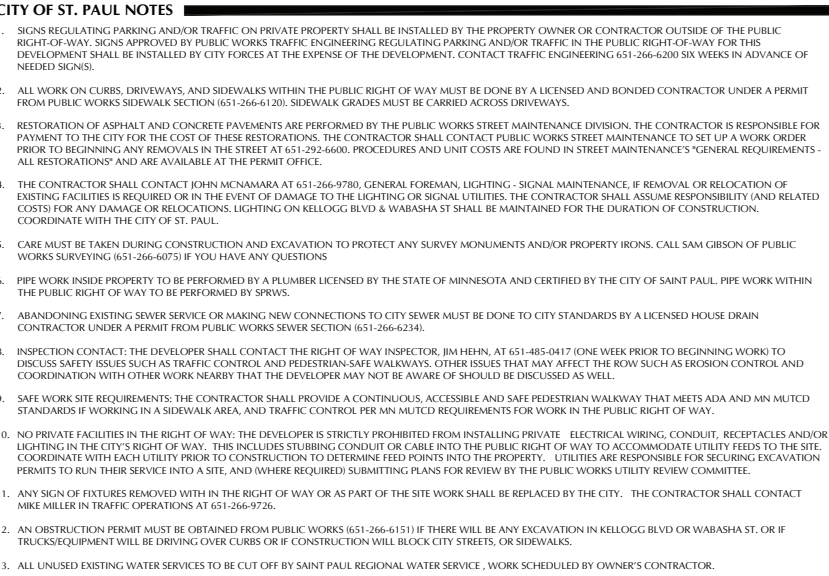 CITY OF ST. PAUL NOTES
. SIGNS REGULATING PARKING AND/OR TRAFFIC ON PRIVATE PROPERTY SHALL BE INSTALLED BY THE PROPERTY OWNER OR CONTRACTOR OUTSIDE OF THE PUBLIC
RIGHT-OF-WAY. SIGNS APPROVED BY PUBLIC WORKS TRAFFIC ENGINEERING REGULATING PARKING AND/OR TRAFFIC IN THE PUBLIC RIGHT-OF-WAY FOR THIS
DEVELOPMENT SHALL BE INSTALLED BY CITY FORCES AT THE EXPENSE OF THE DEVELOPMENT. CONTACT TRAFFIC ENGINEERING 651-266-6200 SIX WEEKS IN ADVANCE OF
NEEDED SIGN(S).
2. ALL WORK ON CURBS, DRIVEWAYS, AND SIDEWALKS WITHIN THE PUBLIC RIGHT OF WAY MUST BE DONE BY A LICENSED AND BONDED CONTRACTOR UNDER A PERMIT
FROM PUBLIC WORKS SIDEWALK SECTION (651-266-6120). SIDEWALK GRADES MUST BE CARRIED ACROSS DRIVEWAYS.
3. RESTORATION OF ASPHALT AND CONCRETE PAVEMENTS ARE PERFORMED BY THE PUBLIC WORKS STREET MAINTENANCE DIVISION. THE CONTRACTOR IS RESPONSIBLE FOR
PAYMENT TO THE CITY FOR THE COST OF THESE RESTORATIONS. THE CONTRACTOR SHALL CONTACT PUBLIC WORKS STREET MAINTENANCE TO SET UP A WORK ORDER
PRIOR TO BEGINNING ANY REMOVALS IN THE STREET AT 651-292-6600. PROCEDURES AND UNIT COSTS ARE FOUND IN STREET MAINTENANCE'S "GENERAL REQUIREMENTS -
ALL RESTORATIONS" AND ARE AVAILABLE AT THE PERMIT OFFICE.
4. THE CONTRACTOR SHALL CONTACT JOHN MCNAMARA AT 651-266-9780, GENERAL FOREMAN, LIGHTING - SIGNAL MAINTENANCE, IF REMOVAL OR RELOCATION OF
EXISTING FACILITIES IS REQUIRED OR IN THE EVENT OF DAMAGE TO THE LIGHTING OR SIGNAL UTILITIES. THE CONTRACTOR SHALL ASSUME RESPONSIBILITY (AND RELATED
COSTS) FOR ANY DAMAGE OR RELOCATIONS. LIGHTING ON KELLOGG BLVD & WABASHA ST SHALL BE MAINTAINED FOR THE DURATION OF CONSTRUCTION.
COORDINATE WITH THE CITY OF ST. PAUL.
5. CARE MUST BE TAKEN DURING CONSTRUCTION AND EXCAVATION TO PROTECT ANY SURVEY MONUMENTS AND/OR PROPERTY IRONS. CALL SAM GIBSON OF PUBLIC
WORKS SURVEYING (651-266-6075) IF YOU HAVE ANY QUESTIONS
6. PIPE WORK INSIDE PROPERTY TO BE PERFORMED BY A PLUMBER LICENSED BY THE STATE OF MINNESOTA AND CERTIFIED BY THE CITY OF SAINT PAUL. PIPE WORK WITHIN
THE PUBLIC RIGHT OF WAY TO BE PERFORMED BY SPRWS.
7. ABANDONING EXISTING SEWER SERVICE OR MAKING NEW CONNECTIONS TO CITY SEWER MUST BE DONE TO CITY STANDARDS BY A LICENSED HOUSE DRAIN
CONTRACTOR UNDER A PERMIT FROM PUBLIC WORKS SEWER SECTION (651-266-6234).
8. INSPECTION CONTACT: THE DEVELOPER SHALL CONTACT THE RIGHT OF WAY INSPECTOR, JIM HEHN, AT 651-485-0417 (ONE WEEK PRIOR TO BEGINNING WORK) TO
DISCUSS SAFETY ISSUES SUCH AS TRAFFIC CONTROL AND PEDESTRIAN-SAFE WALKWAYS. OTHER ISSUES THAT MAY AFFECT THE ROW SUCH AS EROSION CONTROL AND
COORDINATION WITH OTHER WORK NEARBY THAT THE DEVELOPER MAY NOT BE AWARE OF SHOULD BE DISCUSSED AS WELL.
9. SAFE WORK SITE REQUIREMENTS: THE CONTRACTOR SHALL PROVIDE A CONTINUOUS, ACCESSIBLE AND SAFE PEDESTRIAN WALKWAY THAT MEETS ADA AND MN MUTCD
STANDARDS IF WORKING IN A SIDEWALK AREA, AND TRAFFIC CONTROL PER MN MUTCD REQUIREMENTS FOR WORK IN THE PUBLIC RIGHT OF WAY.
0. NO PRIVATE FACILITIES IN THE RIGHT OF WAY: THE DEVELOPER IS STRICTLY PROHIBITED FROM INSTALLING PRIVATE ELECTRICAL WIRING, CONDUIT, RECEPTACLES AND/OR
LIGHTING IN THE CITY'S RIGHT OF WAY. THIS INCLUDES STUBBING CONDUIT OR CABLE INTO THE PUBLIC RIGHT OF WAY TO ACCOMMODATE UTILITY FEEDS TO THE SITE.
COORDINATE WITH EACH UTILITY PRIOR TO CONSTRUCTION TO DETERMINE FEED POINTS INTO THE PROPERTY. UTILITIES ARE RESPONSIBLE FOR SECURING EXCAVATION
PERMITS TO RUN THEIR SERVICE INTO A SITE, AND (WHERE REQUIRED) SUBMITTING PLANS FOR REVIEW BY THE PUBLIC WORKS UTILITY REVIEW COMMITTEE.
1. ANY SIGN OF FIXTURES REMOVED WITH IN THE RIGHT OF WAY OR AS PART OF THE SITE WORK SHALL BE REPLACED BY THE CITY. THE CONTRACTOR SHALL CONTACT
MIKE MILLER IN TRAFFIC OPERATIONS AT 651-266-9726.
2. AN OBSTRUCTION PERMIT MUST BE OBTAINED FROM PUBLIC WORKS (651-266-6151) IF THERE WILL BE ANY EXCAVATION IN KELLOGG BLVD OR WABASHA ST. OR IF
TRUCKS/EQUIPMENT WILL BE DRIVING OVER CURBS OR IF CONSTRUCTION WILL BLOCK CITY STREETS, OR SIDEWALKS.
3. ALL UNUSED EXISTING WATER SERVICES TO BE CUT OFF BY SAINT PAUL REGIONAL WATER SERVICE , WORK SCHEDULED BY OWNER'S CONTRACTOR.